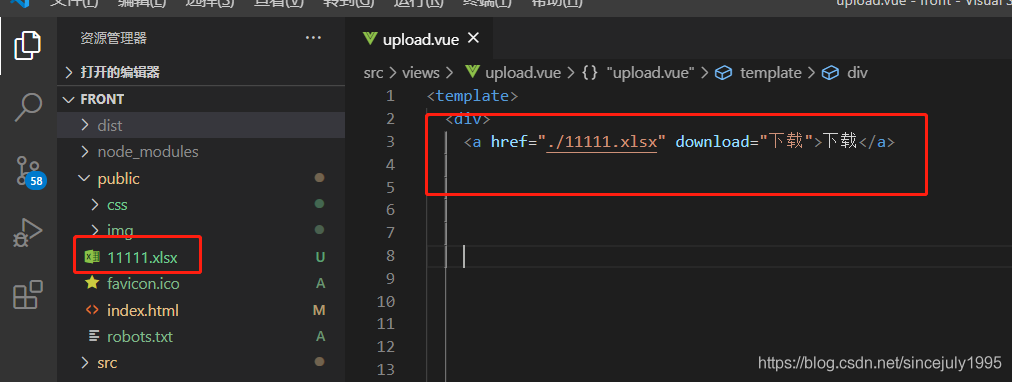 文件(F) 编辑(E) 选择(S) 查看(V) 转到(G) 运行(R) 终端(T) 帮助(H) upload.vue - front - Visual S
资源管理器
upload.vue
打开的编辑器
src > views > upload.vue > {} "upload.vue" > template > div
FRONT
dist
node_modules
public
css
img
11111.xlsx U
favicon.ico A
index.html M
robots.txt A
src
58
1 <template>
2 <div>
3 <a href="./11111.xlsx" download="下载">下载</a>
4
5
6
7
8
9
10
11
12
13
https://blog.csdn.net/sincejuly1995